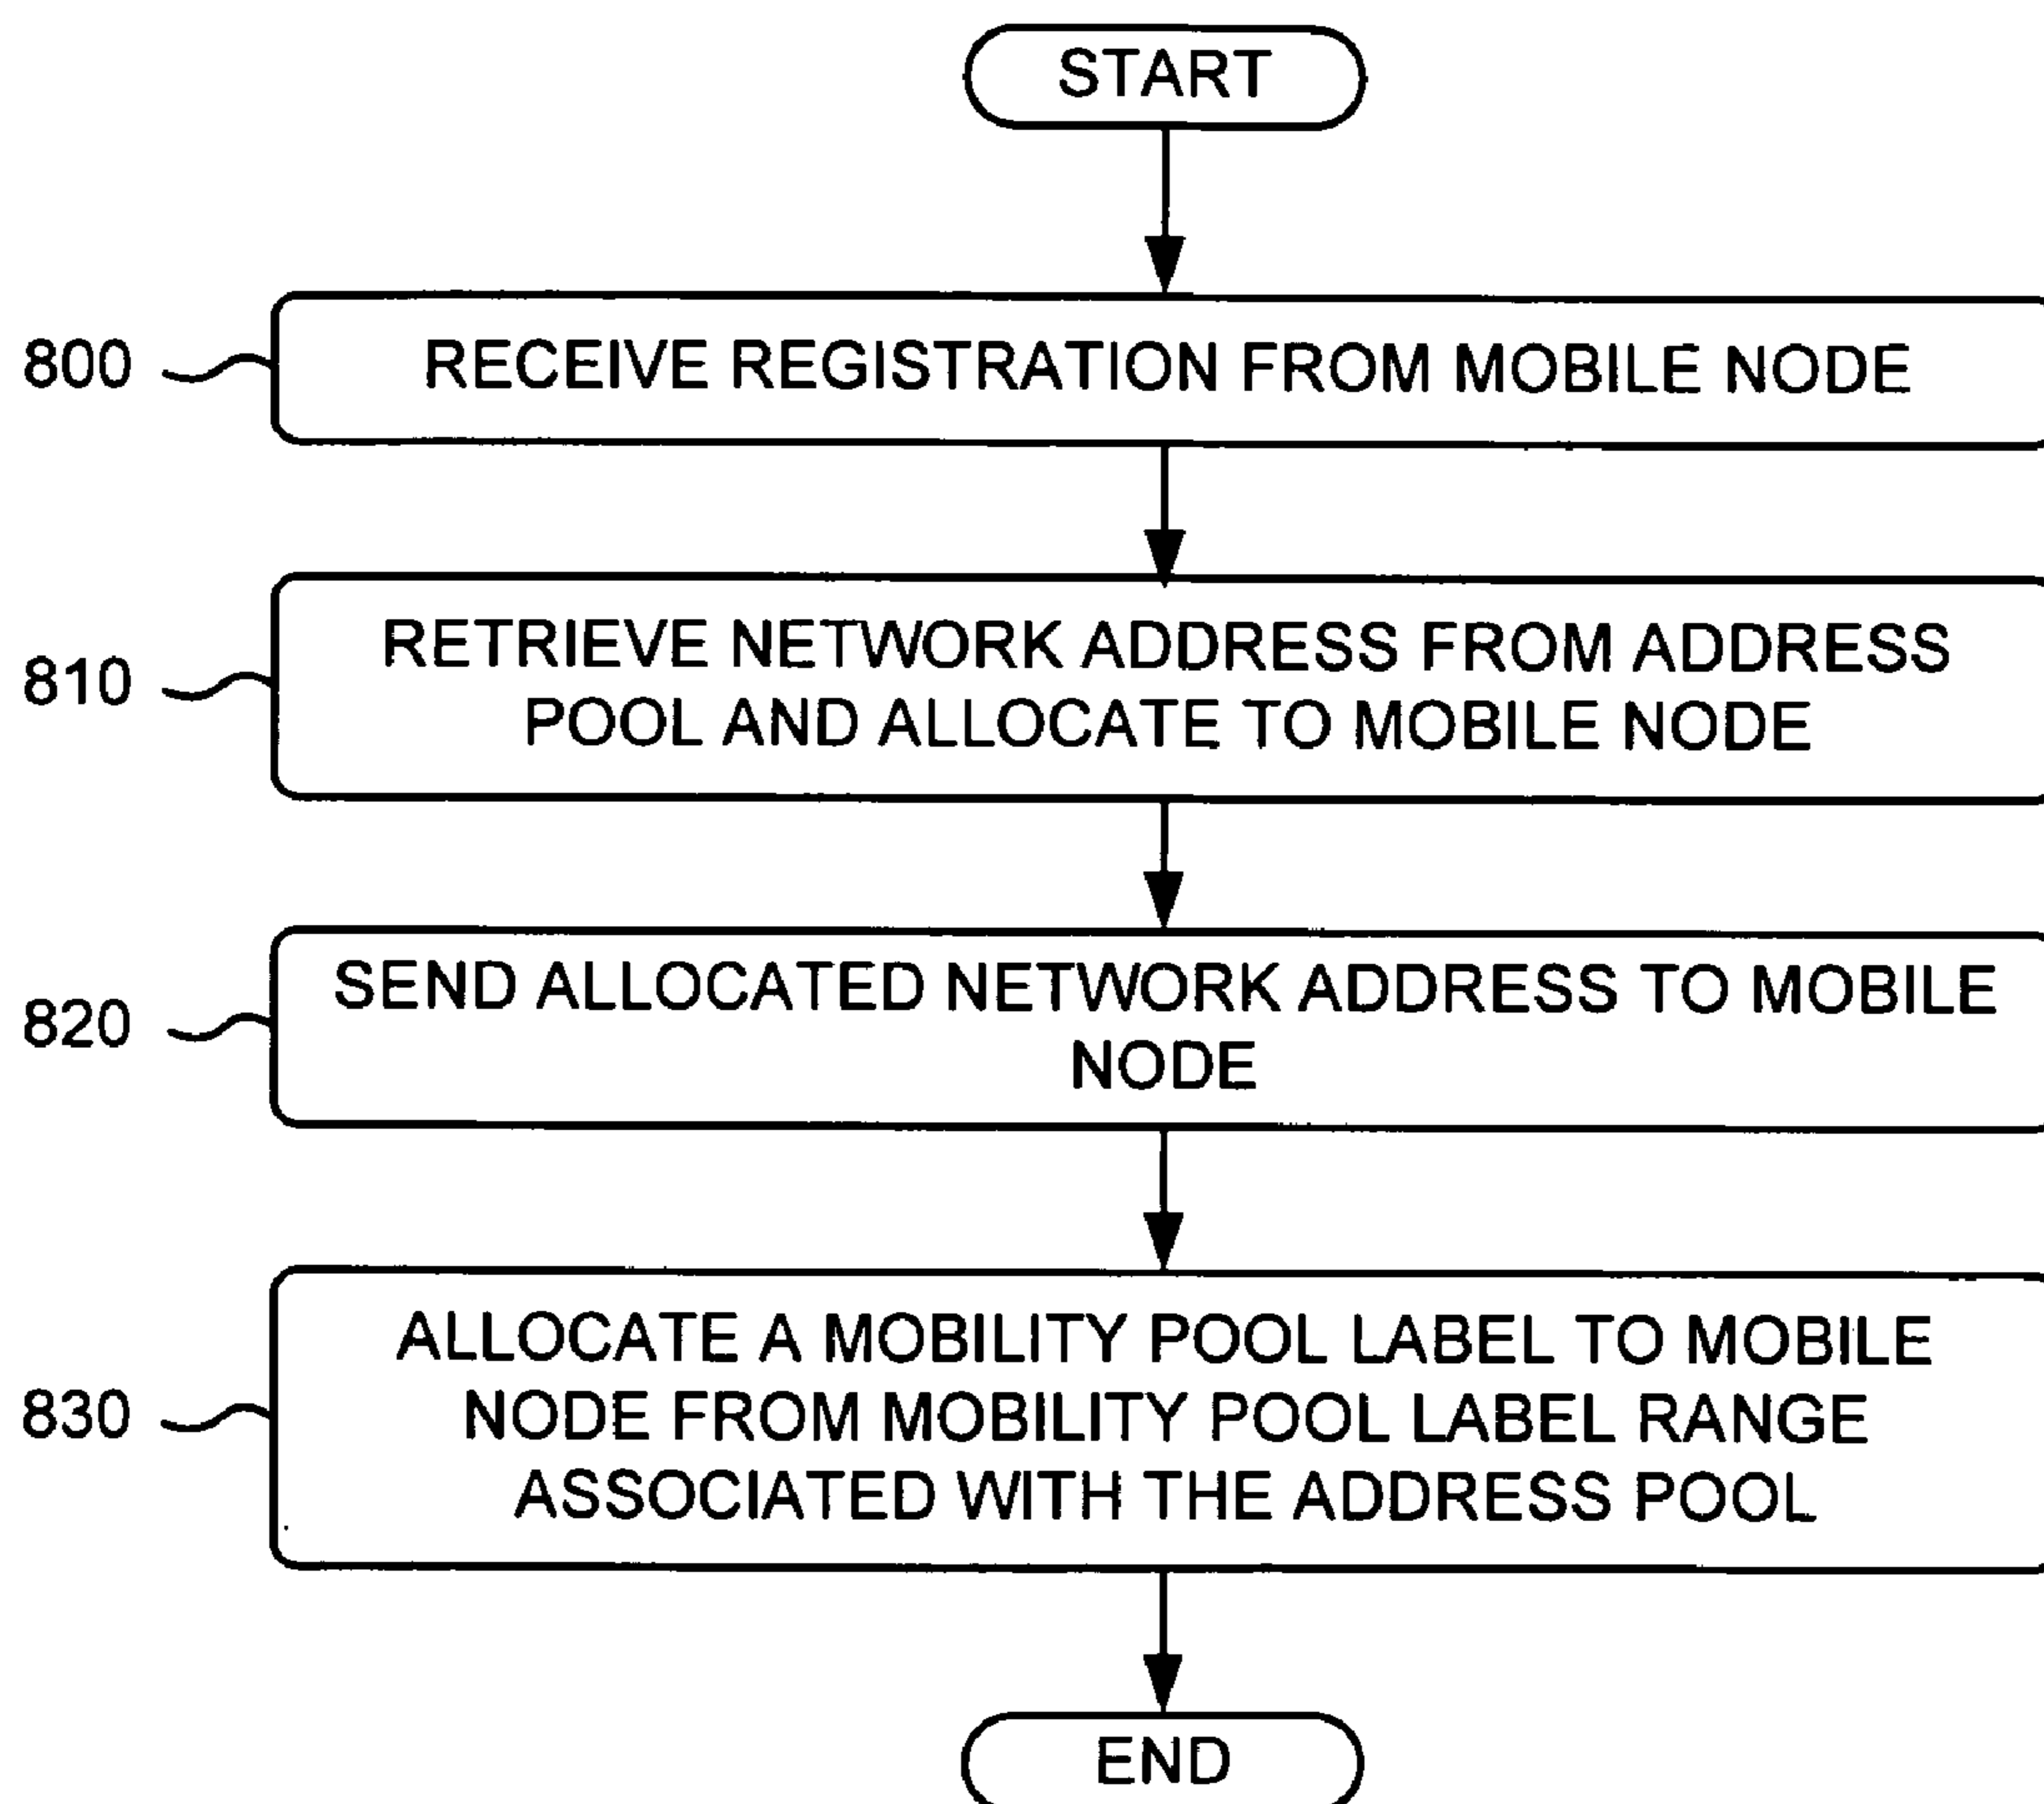 START
800
RECEIVE REGISTRATION FROM MOBILE NODE
810
RETRIEVE NETWORK ADDRESS FROM ADDRESS
POOL AND ALLOCATE TO MOBILE NODE
820
SEND ALLOCATED NETWORK ADDRESS TO MOBILE
NODE
830
ALLOCATE A MOBILITY POOL LABEL TO MOBILE
NODE FROM MOBILITY POOL LABEL RANGE
ASSOCIATED WITH THE ADDRESS POOL
END